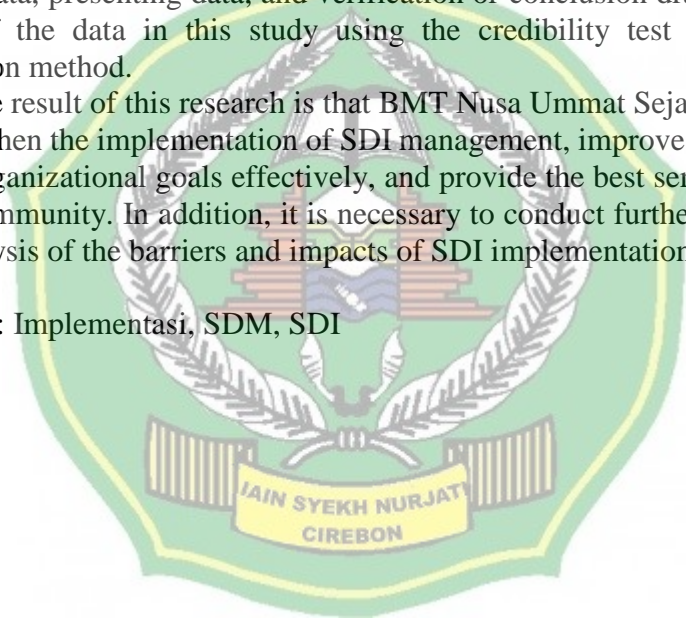 data, presenting data, and verification or conclusion
the data in this study using the credibility test
on method.
e result of this research is that BMT Nusa Ummat Seja
hen the implementation of SDI management, improve
ganizational goals effectively, and provide the best ser
mmunity. In addition, it is necessary to conduct furthe
ysis of the barriers and impacts of SDI implementation
: Implementasi, SDM, SDI
IAIN SYEKH NURJATI
CIREBON